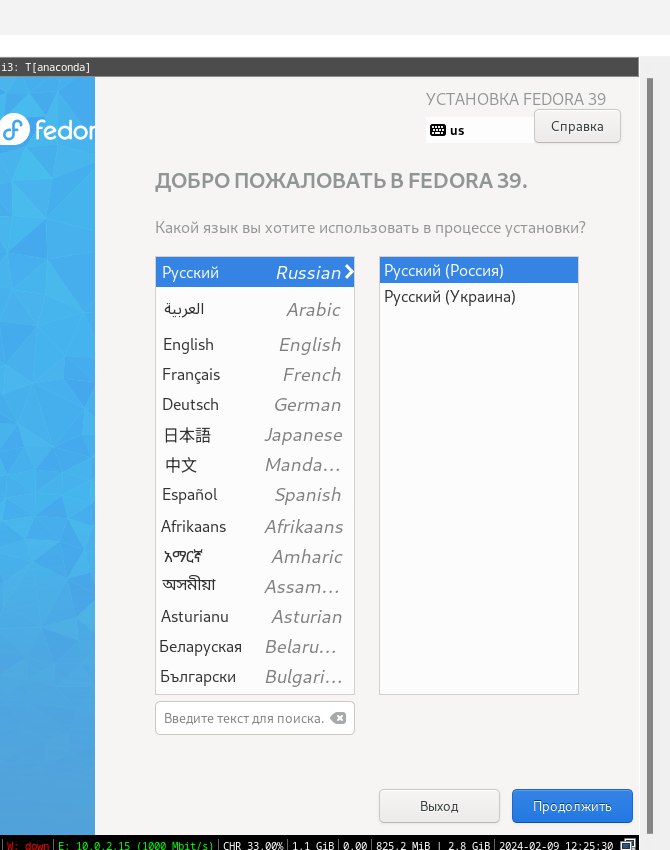 i3: T[anaconda]
УСТАНОВКА FEDORA 39
fedor
us
Справка
ДОБРО ПОЖАЛОВАТЬ В FEDORA 39.
Какой язык вы хотите использовать в процессе установки?
Русский Russian
Русский (Россия)
العربية Arabic
Русский (Украина)
English English
Français French
Deutsch German
日本語 Japanese
中文 Manda...
Español Spanish
Afrikaans Afrikaans
አማርኛ Amharic
অসমীয়া Assam...
Asturianu Asturian
Беларуская Belaru...
Български Bulgari...
Введите текст для поиска.
Выход
Продолжить
W: down E: 10.0.2.15 (1000 Mbit/s) CHR 33.00% 1.1 GiB 0.00 825.2 MiB | 2.8 GiB 2024-02-09 12:25:30